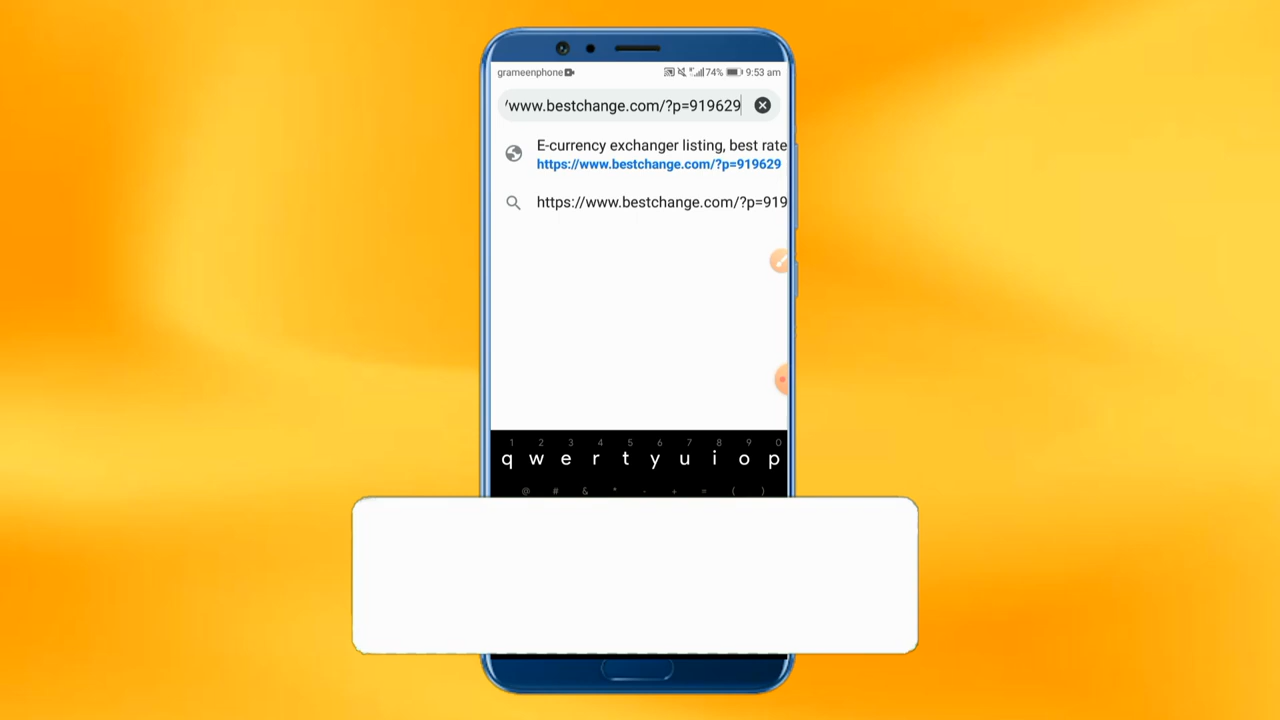 grameenphone 74% 9:53 am
/www.bestchange.com/?p=919629
E-currency exchanger listing, best rate
https://www.bestchange.com/?p=919629
https://www.bestchange.com/?p=919
1 2 3 4 5 6 7 8 9 0
q w e r t y u i o p
@ # & * - + = ( )